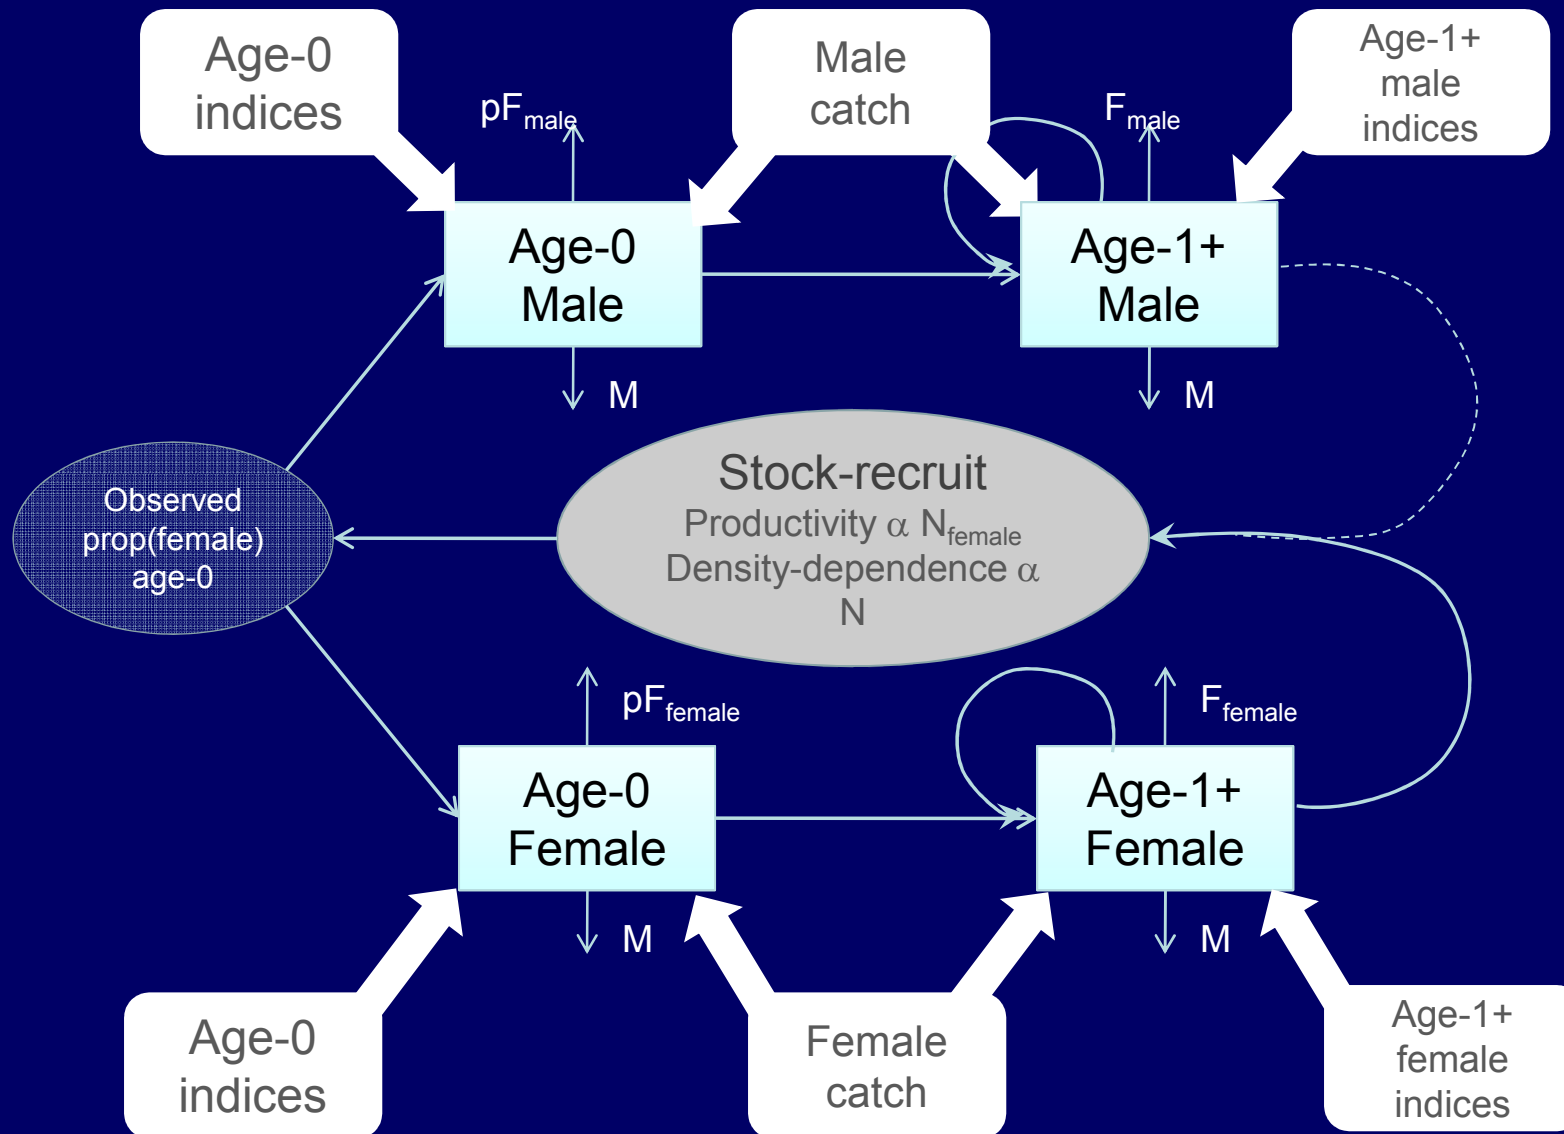 Age-0
indices
Male
catch
Age-1+
male
indices
pFmale
Fmale
Age-0
Male
Age-1+
Male
M
M
Observed
prop(female)
age-0
Stock-recruit
Productivity α Nfemale
Density-dependence α
N
pFfemale
Ffemale
Age-0
Female
Age-1+
Female
M
M
Age-0
indices
Female
catch
Age-1+
female
indices